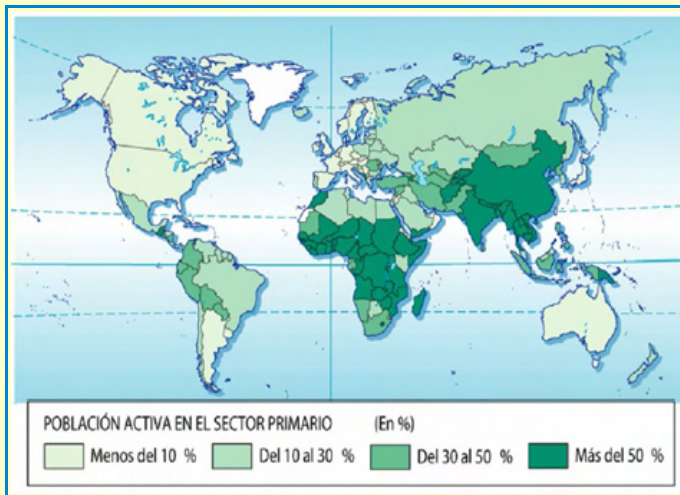 POBLACIÓN ACTIVA EN EL SECTOR PRIMARIO (En %)
Menos del 10 % Del 10 al 30 % Del 30 al 50 % Más del 50 %